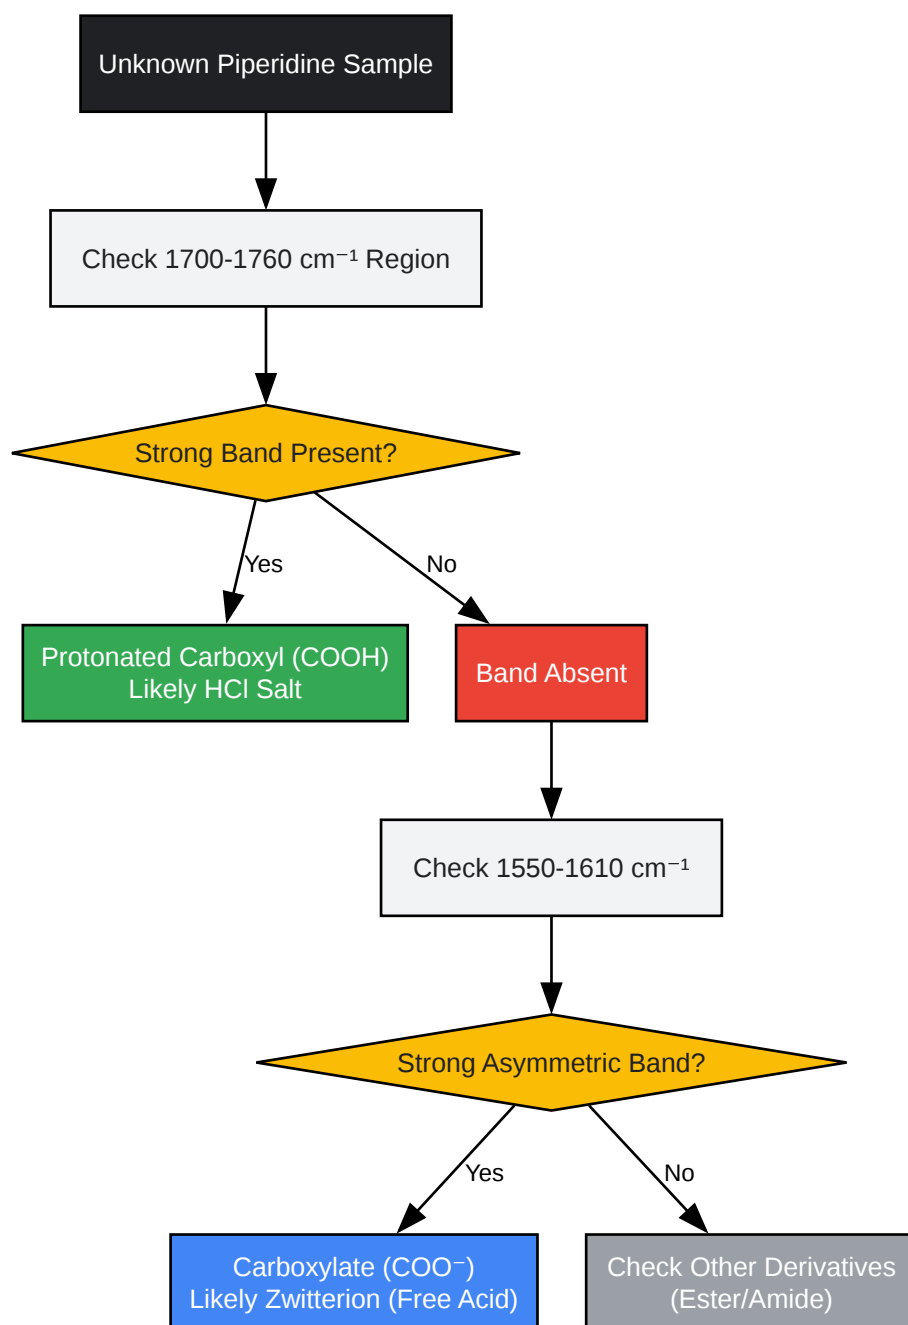 Unknown Piperidine Sample
Check 1700-1760 cm⁻¹ Region
Strong Band Present?
Yes
No
Protonated Carboxyl (COOH)
Likely HCl Salt
Band Absent
Check 1550-1610 cm⁻¹
Strong Asymmetric Band?
Yes
No
Carboxylate (COO⁻)
Likely Zwitterion (Free Acid)
Check Other Derivatives
(Ester/Amide)